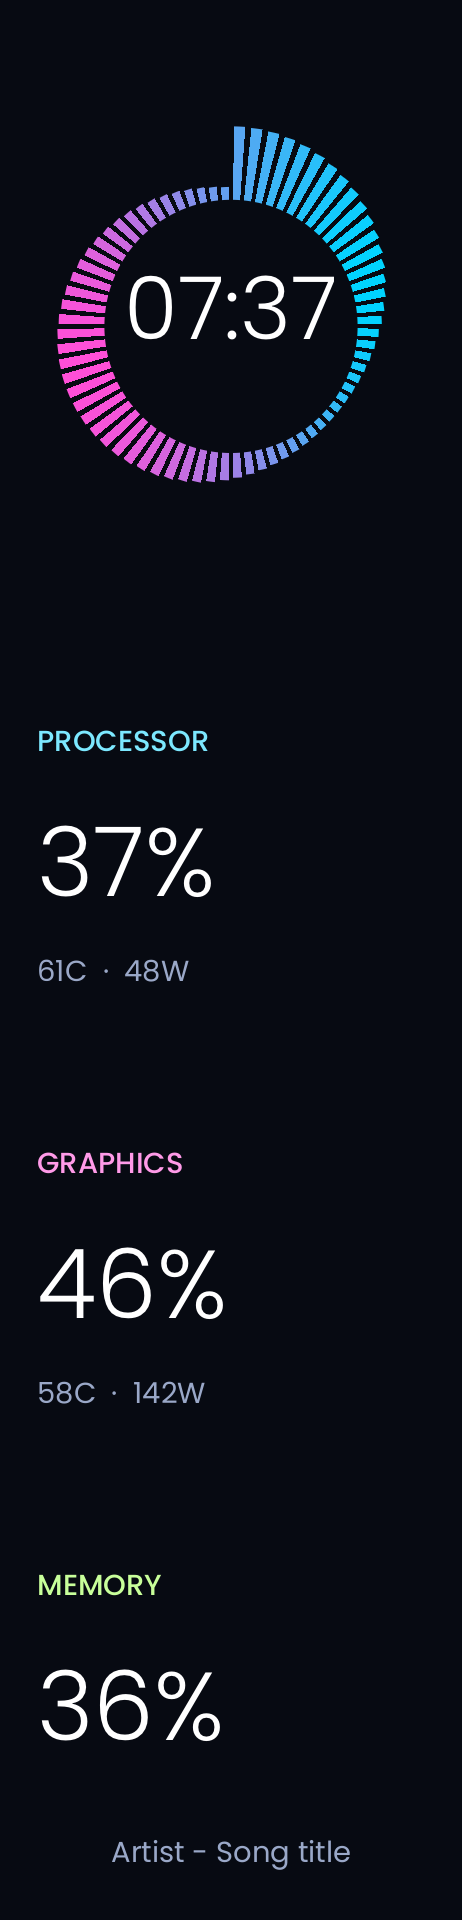 07:37
PROCESSOR
37%
61C · 48W
GRAPHICS
46%
58C · 142W
MEMORY
36%
Artist - Song title